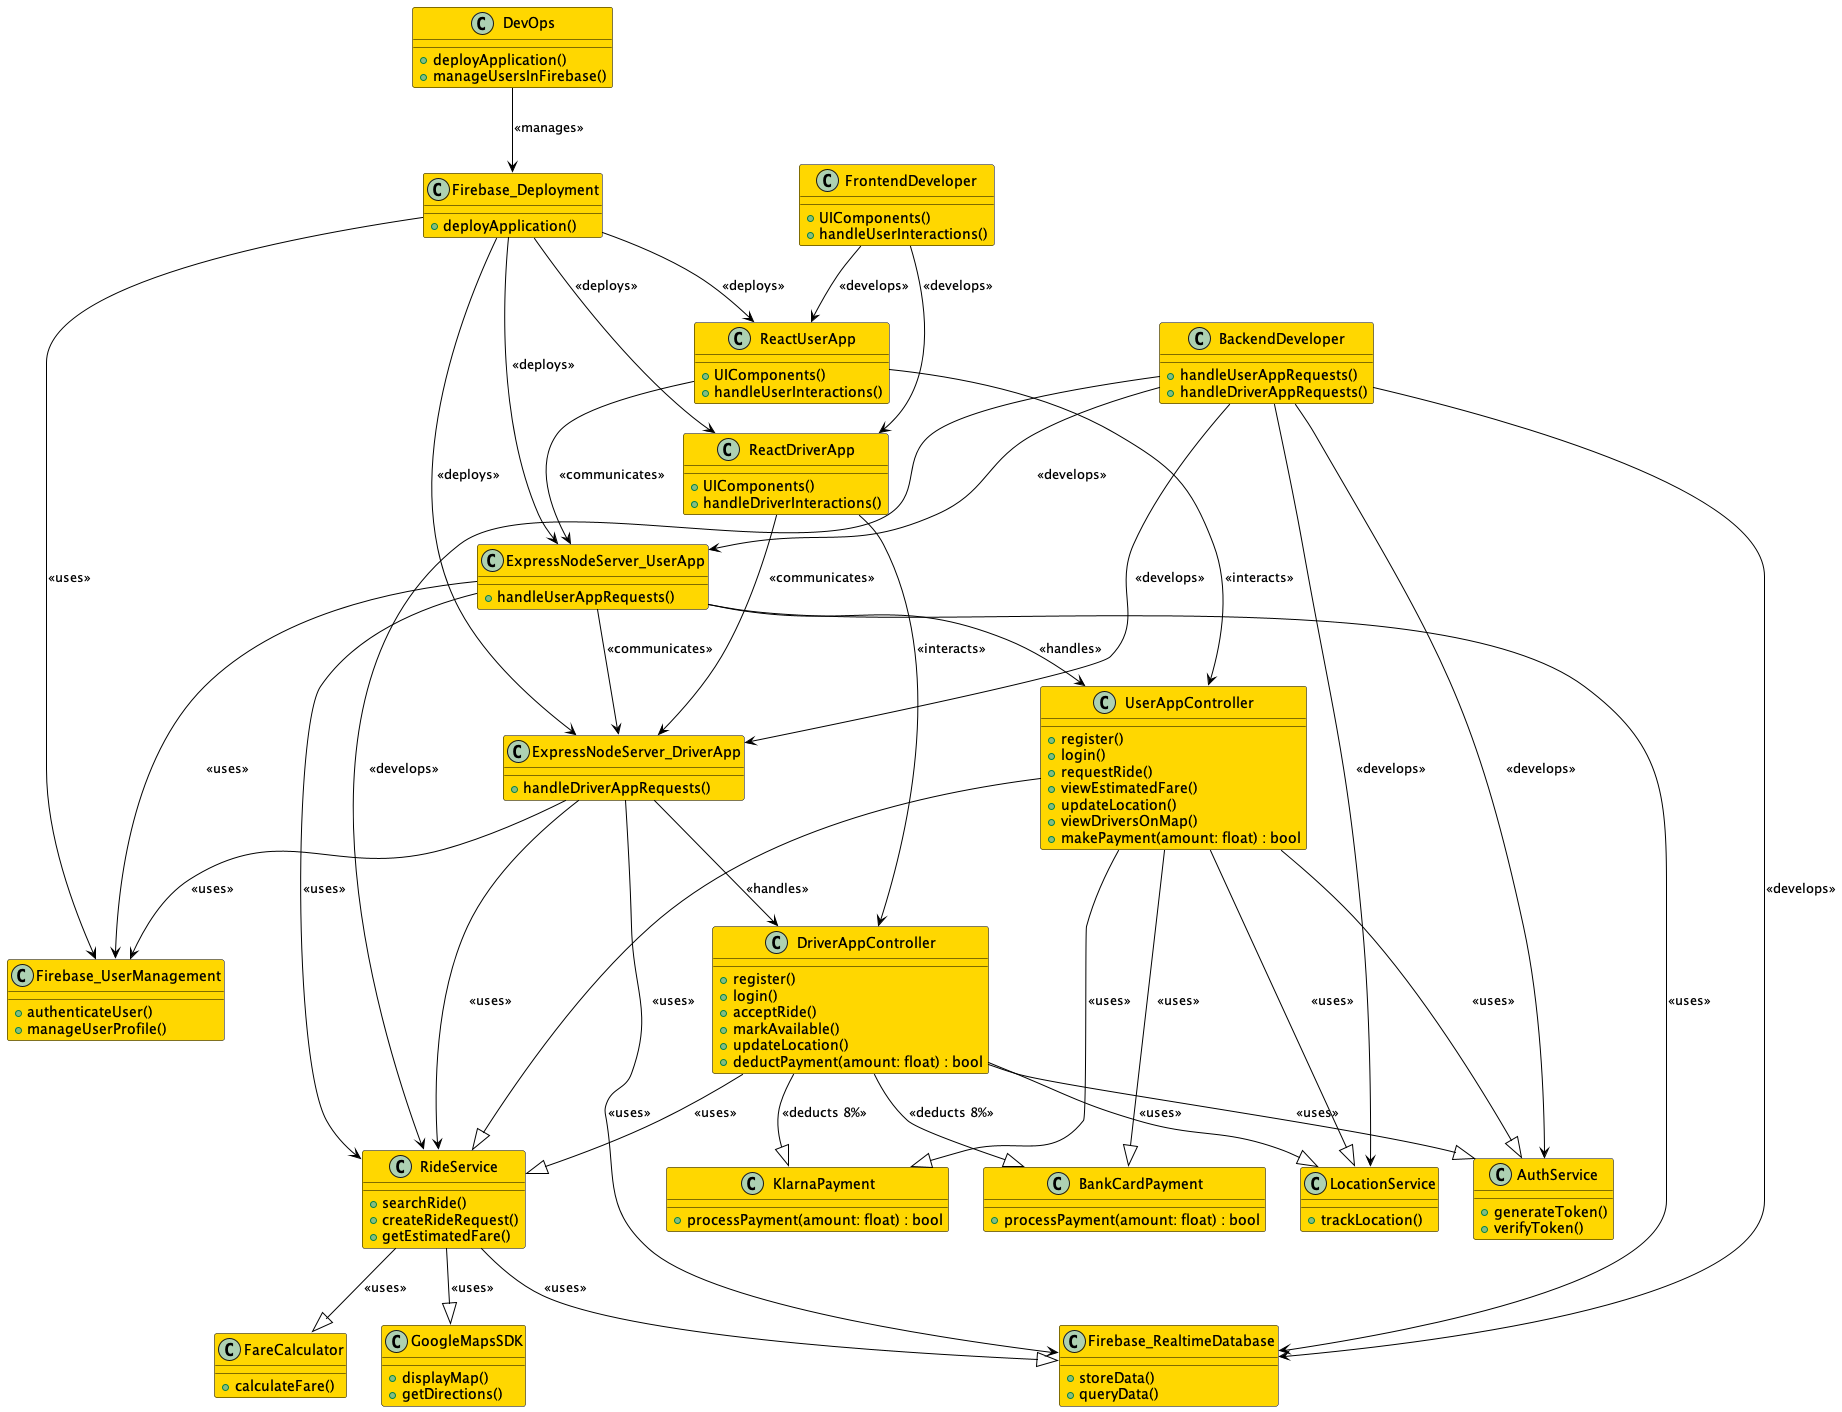 C DevOps
deployApplication()
manageUsersInFirebase()
«manages»
C Firebase_Deployment
deployApplication()
C FrontendDeveloper
UIComponents()
handleUserInteractions()
«deploys»
«deploys»
«develops»
«develops»
C ReactUserApp
UIComponents()
handleUserInteractions()
C BackendDeveloper
handleUserAppRequests()
handleDriverAppRequests()
«deploys»
C ReactDriverApp
UIComponents()
handleDriverInteractions()
«deploys»
«communicates»
«develops»
C ExpressNodeServer_UserApp
handleUserAppRequests()
«uses»
«communicates»
«develops»
«interacts»
«communicates»
«interacts»
«handles»
C UserAppController
register()
login()
requestRide()
viewEstimatedFare()
updateLocation()
viewDriversOnMap()
makePayment(amount: float) : bool
C ExpressNodeServer_DriverApp
handleDriverAppRequests()
«uses»
«develops»
«develops»
«develops»
«uses»
«uses»
«handles»
«develops»
C DriverAppController
register()
login()
acceptRide()
markAvailable()
updateLocation()
deductPayment(amount: float) : bool
C Firebase_UserManagement
authenticateUser()
manageUserProfile()
«uses»
«uses»
«uses»
«uses»
«uses»
«uses»
«uses»
«uses»
«uses»
«deducts 8%»
«deducts 8%»
«uses»
«uses»
C RideService
searchRide()
createRideRequest()
getEstimatedFare()
C KlarnaPayment
processPayment(amount: float) : bool
C BankCardPayment
processPayment(amount: float) : bool
C LocationService
trackLocation()
C AuthService
generateToken()
verifyToken()
«uses»
«uses»
«uses»
C FareCalculator
calculateFare()
C GoogleMapsSDK
displayMap()
getDirections()
C Firebase_RealtimeDatabase
storeData()
queryData()